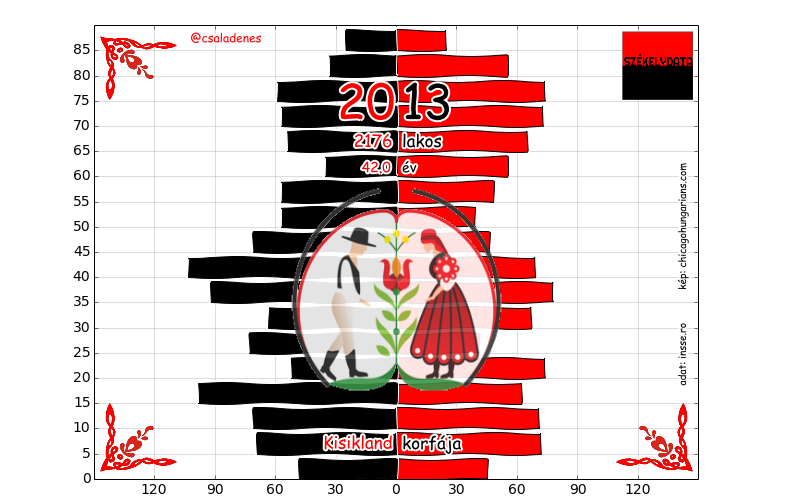 @csaladenes
SZÉKELYDATA
2013
2176 lakos
42.0 év
kép: chicagohungarians.com
adat: insse.ro
Kisikland korfája
85
80
75
70
65
60
55
50
45
40
35
30
25
20
15
10
5
0
120 90 60 30 0 30 60 90 120